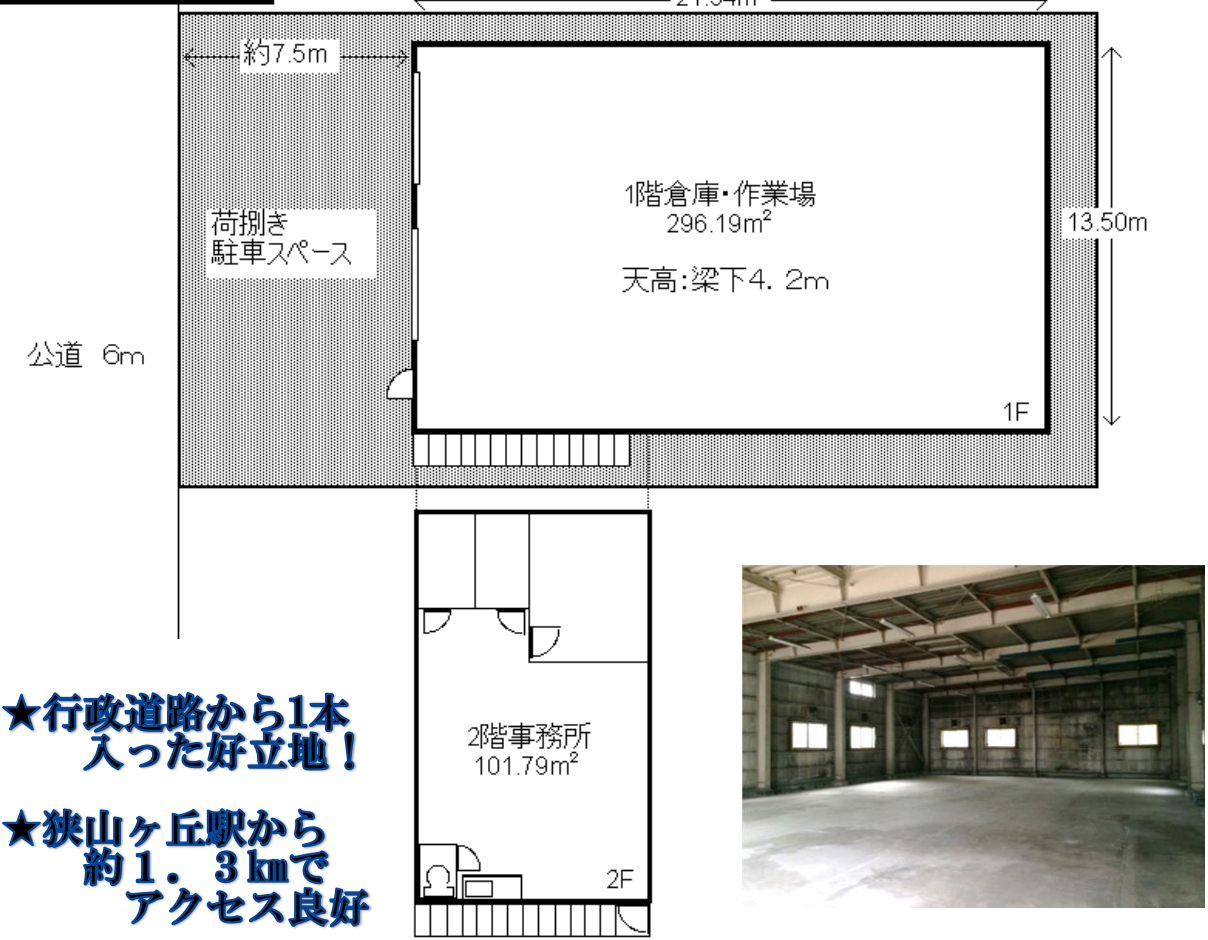 21.94m
約7.5m
1階倉庫・作業場
296.19m²
天高:梁下4. 2m
荷捌き
駐車スペース
13.50m
公道 6m
1F
★行政道路から1本
入った好立地!
★狭山ヶ丘駅から
約1. 3㎞で
アクセス良好
2階事務所
101.79m²
2F